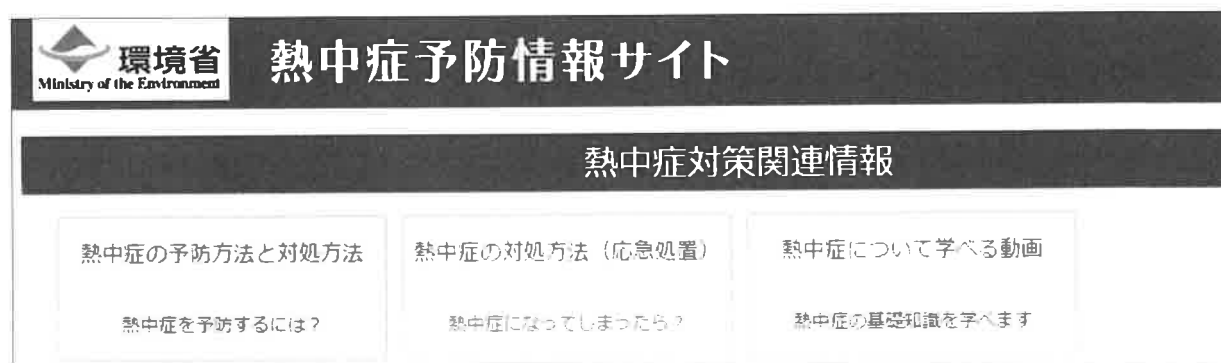 環境省
Ministry of the Environment
熱中症予防情報サイト
熱中症対策関連情報
熱中症の予防方法と対処方法
熱中症の対処方法（応急処置）
熱中症について学べる動画
熱中症を予防するには？
熱中症になってしまったら？
熱中症の基礎知識を学べます